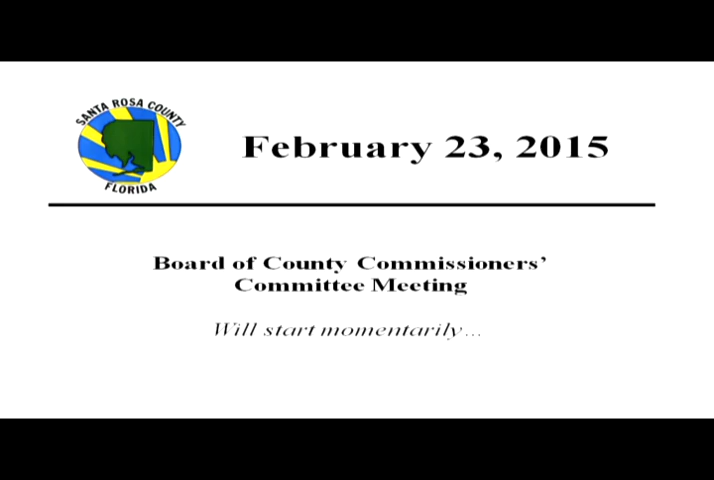 SANTA ROSA COUNTY
FLORIDA
February 23, 2015
Board of County Commissioners’
Committee Meeting
Will start momentarily...